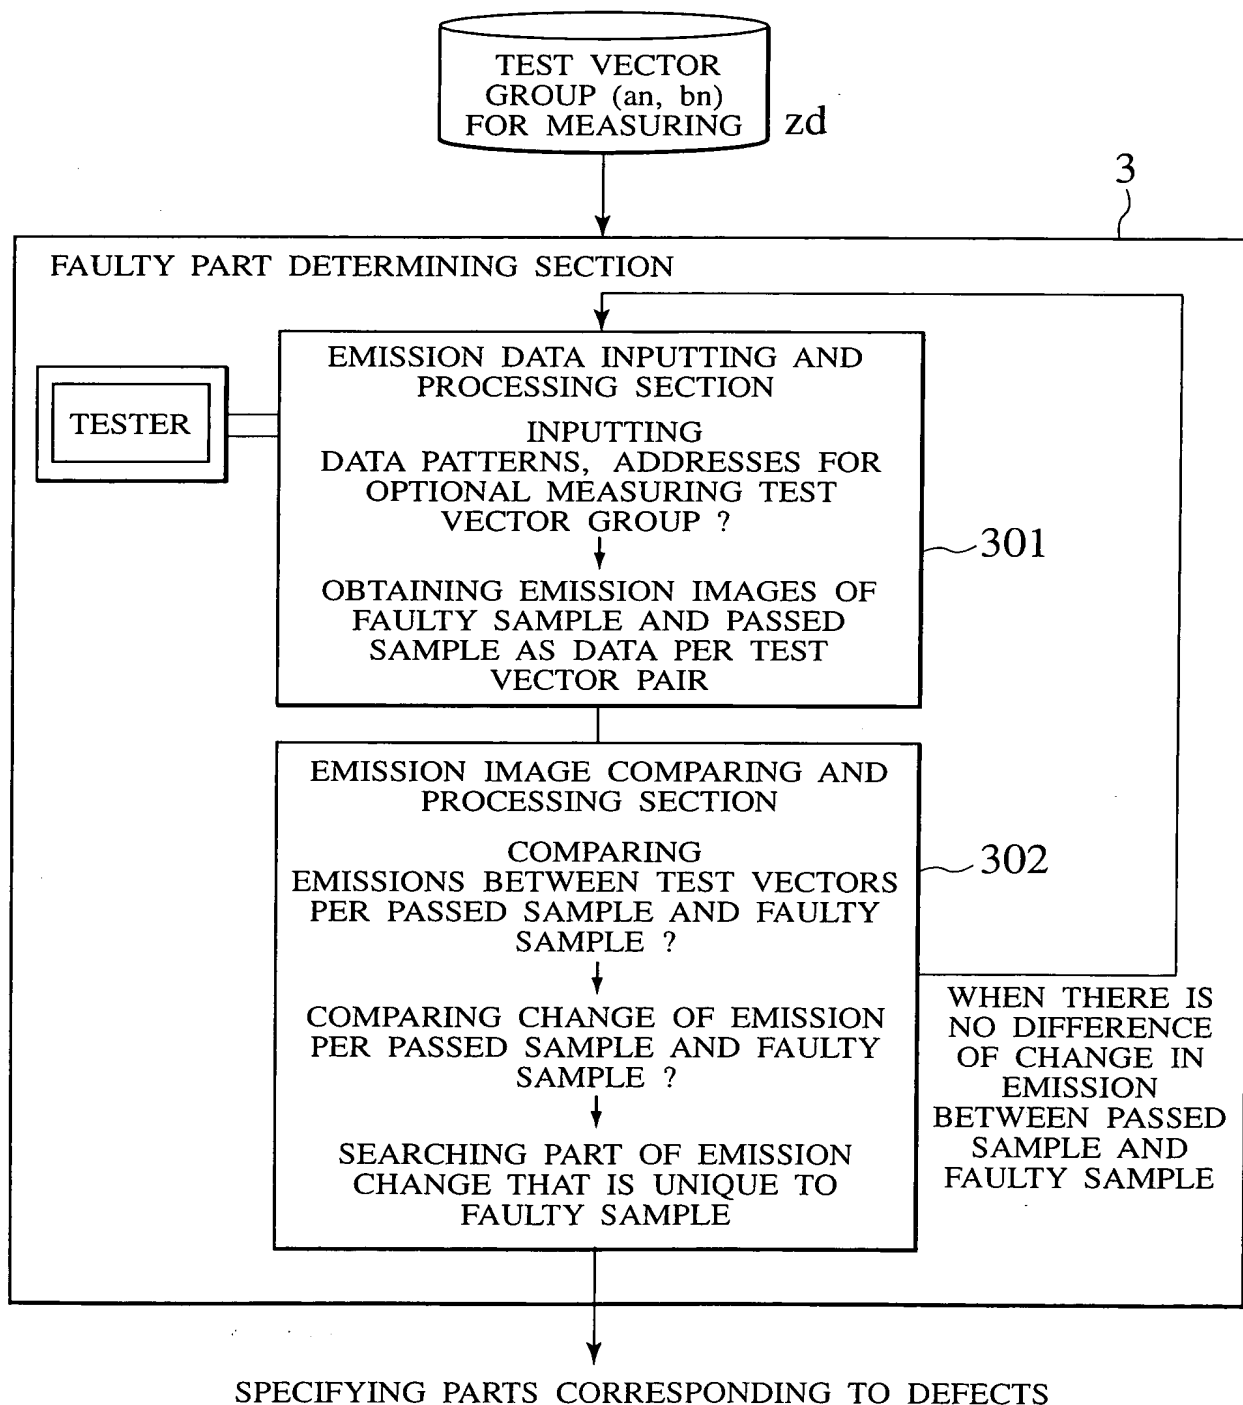 TEST VECTOR
GROUP (an, bn)
FOR MEASURING
zd
3
FAULTY PART DETERMINING SECTION
EMISSION DATA INPUTTING AND
PROCESSING SECTION
TESTER
INPUTTING
DATA PATTERNS, ADDRESSES FOR
OPTIONAL MEASURING TEST
VECTOR GROUP ?
301
OBTAINING EMISSION IMAGES OF
FAULTY SAMPLE AND PASSED
SAMPLE AS DATA PER TEST
VECTOR PAIR
EMISSION IMAGE COMPARING AND
PROCESSING SECTION
302
COMPARING
EMISSIONS BETWEEN TEST VECTORS
PER PASSED SAMPLE AND FAULTY
SAMPLE ?
COMPARING CHANGE OF EMISSION
PER PASSED SAMPLE AND FAULTY
SAMPLE ?
SEARCHING PART OF EMISSION
CHANGE THAT IS UNIQUE TO
FAULTY SAMPLE
WHEN THERE IS
NO DIFFERENCE
OF CHANGE IN
EMISSION
BETWEEN PASSED
SAMPLE AND
FAULTY SAMPLE
SPECIFYING PARTS CORRESPONDING TO DEFECTS